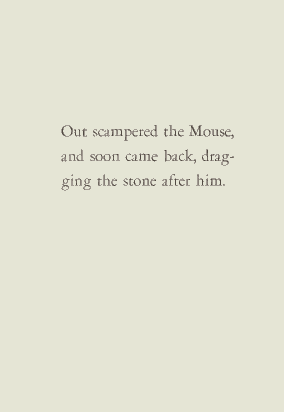 Out scampered the Mouse,
and soon came back, drag-
ging the stone after him.